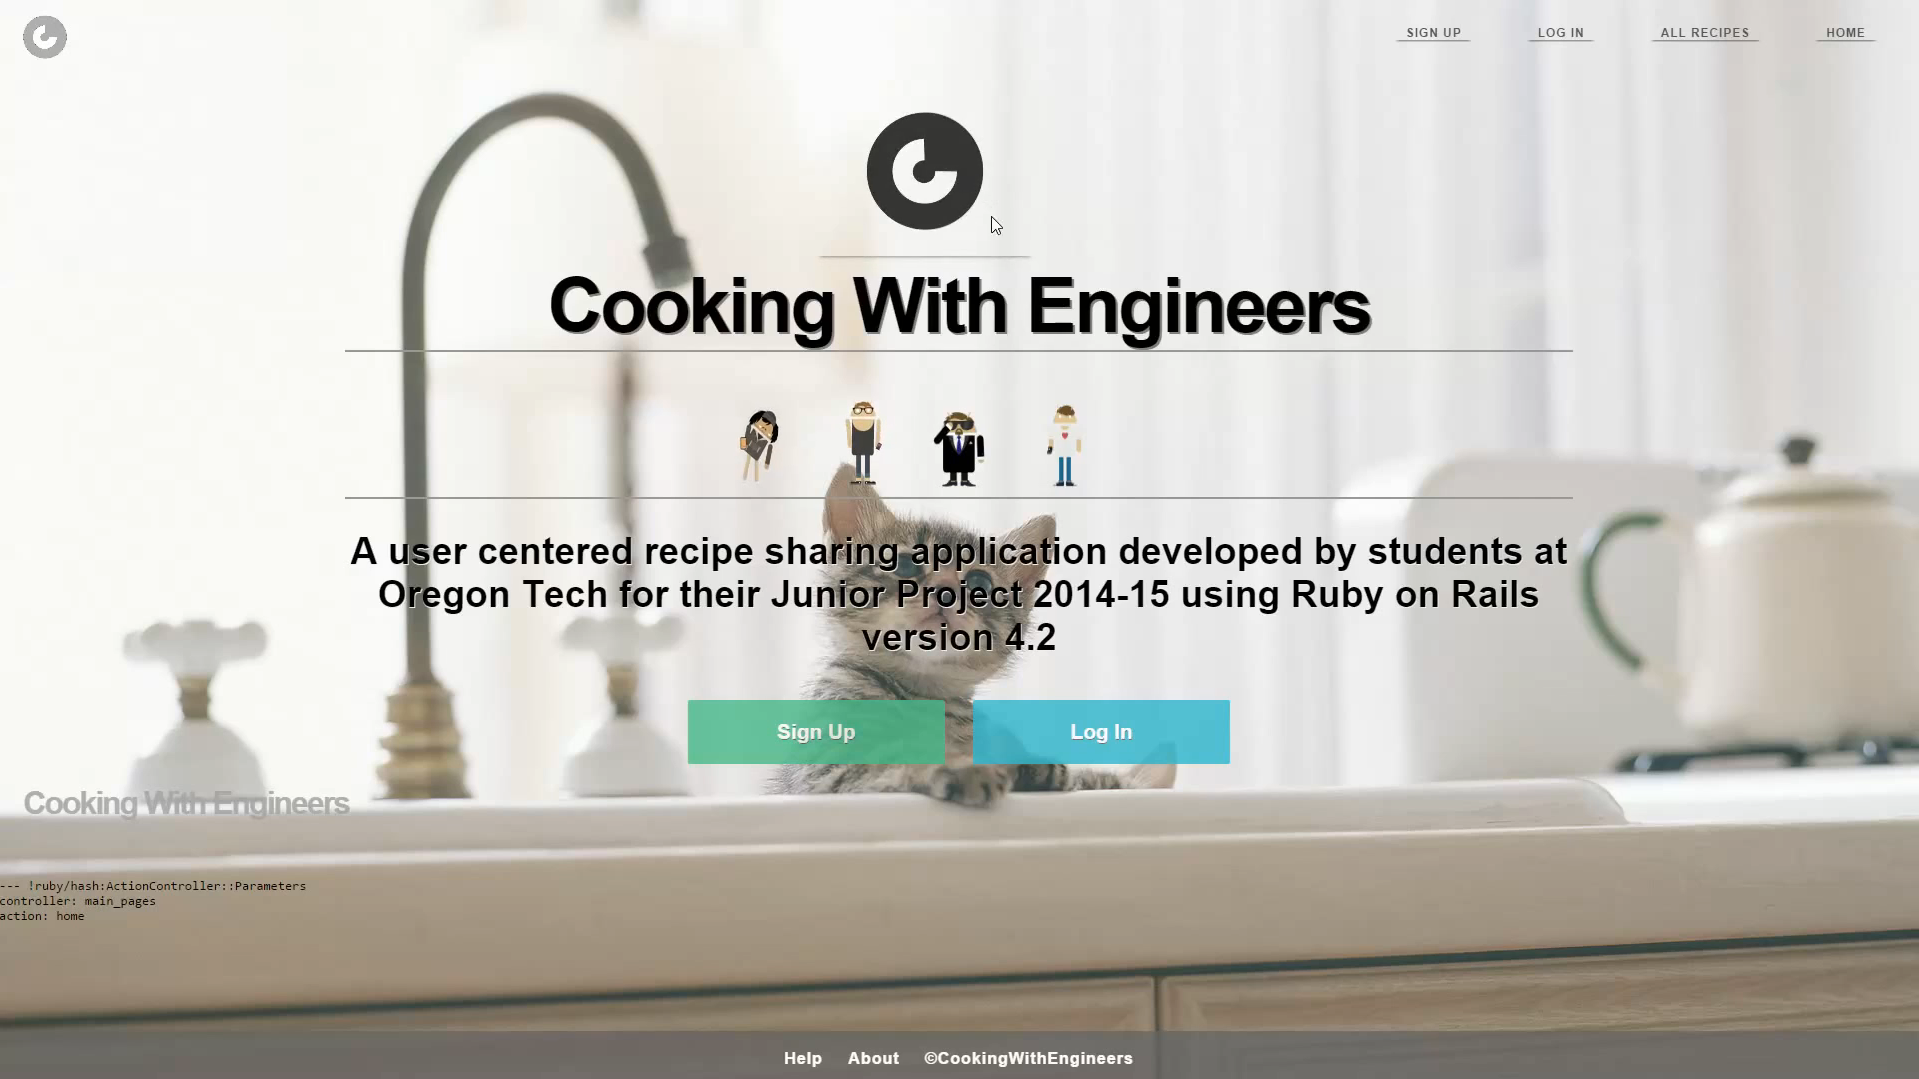 SIGN UP
LOG IN
ALL RECIPES
HOME
Cooking With Engineers
A user centered recipe sharing application developed by students at
Oregon Tech for their Junior Project 2014-15 using Ruby on Rails
version 4.2
Sign Up
Log In
Cooking With Engineers
--- !ruby/hash:ActionController::Parameters
controller: main_pages
action: home
Help
About
©CookingWithEngineers